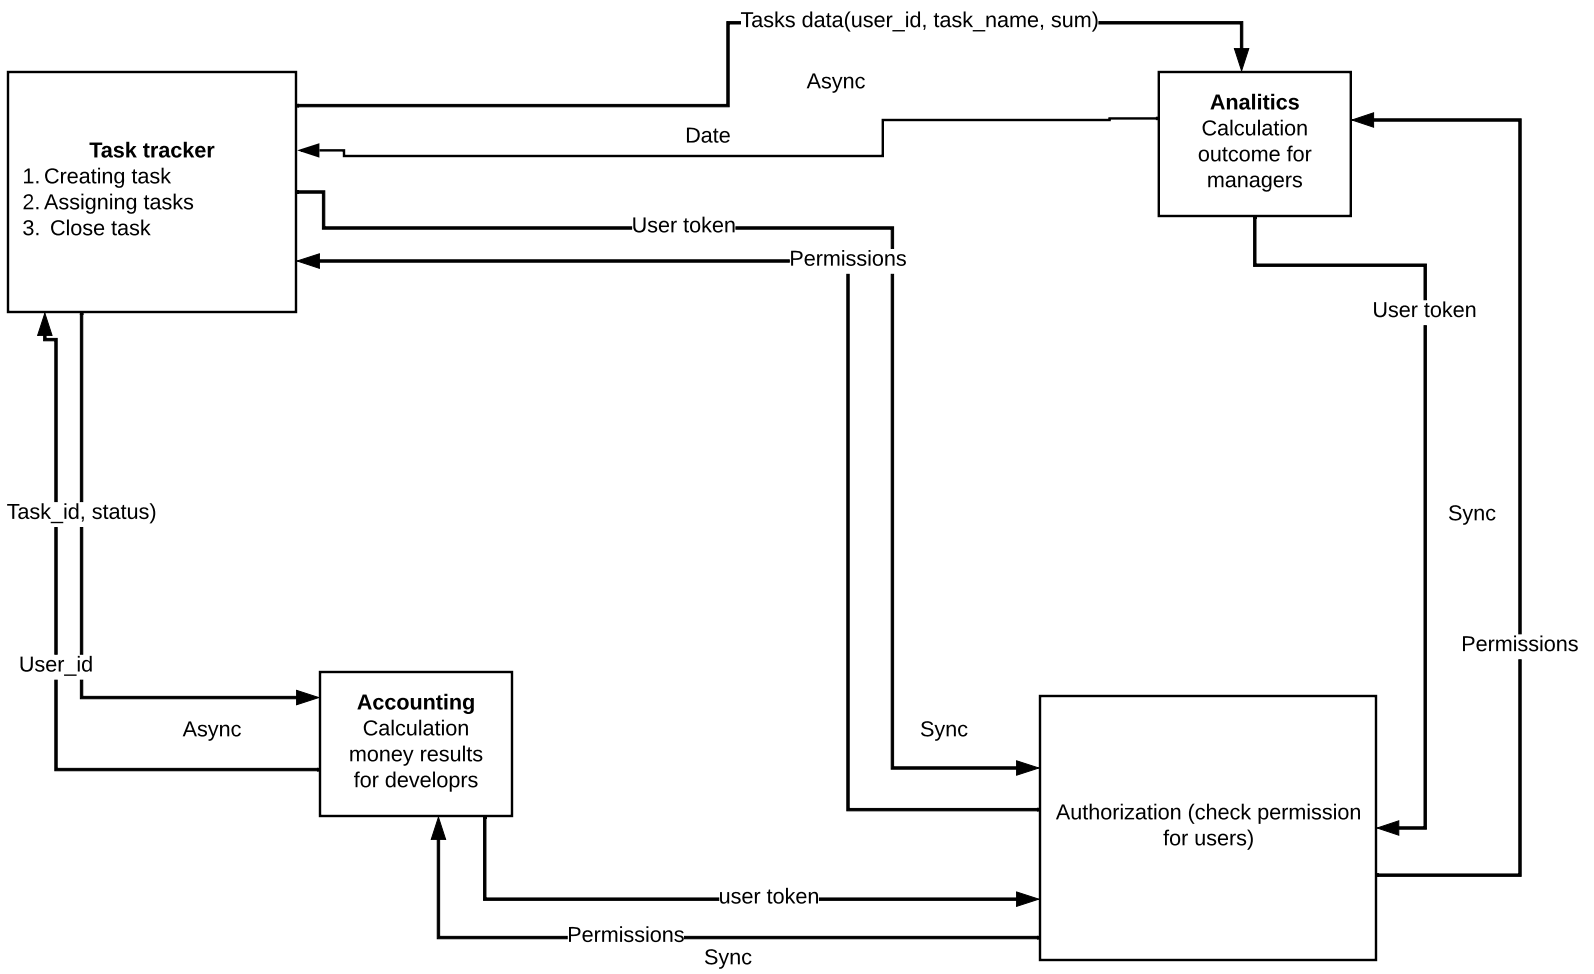 Tasks data(user_id, task_name, sum)
Async
Date
Task tracker
1. Creating task
2. Assigning tasks
3. Close task
Analitics
Calculation
outcome for
managers
User token
Permissions
User token
Task_id, status)
Sync
User_id
Permissions
Async
Accounting
Calculation
money results
for developrs
Sync
Authorization (check permission
for users)
user token
Permissions
Sync